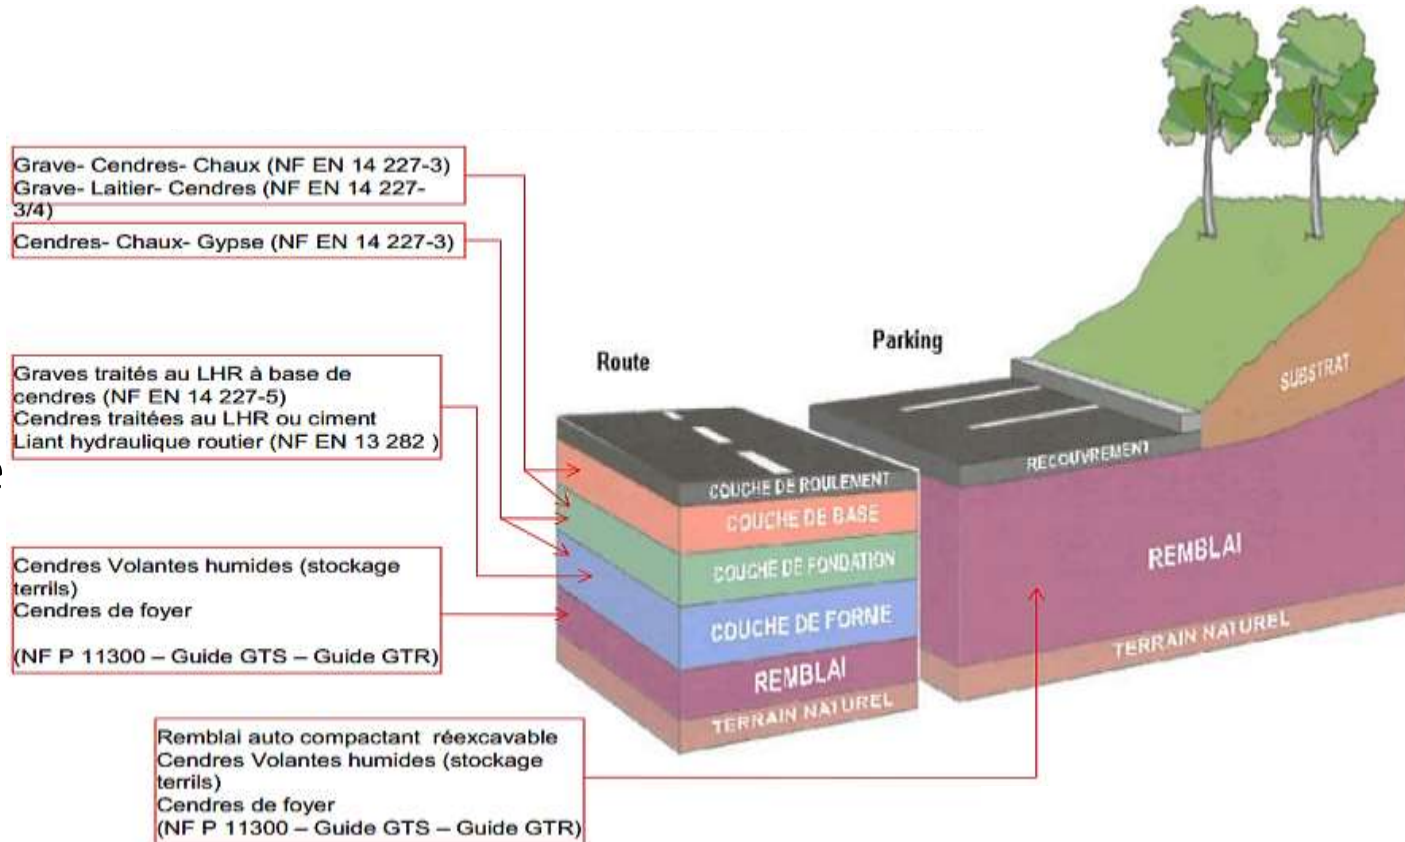 Grave- Cendres- Chaux (NF EN 14 227-3)
Grave- Laitier- Cendres (NF EN 14 227-
3/4)
Cendres- Chaux- Gypse (NF EN 14 227-3)
Graves traités au LHR à base de
cendres (NF EN 14 227-5)
Cendres traitées au LHR ou ciment
Liant hydraulique routier (NF EN 13 282 )
e
Cendres Volantes humides (stockage
terrils)
Cendres de foyer
(NF P 11300 – Guide GTS – Guide GTR)
Remblai auto compactant réexcavable
Cendres Volantes humides (stockage
terrils)
Cendres de foyer
(NF P 11300 – Guide GTS – Guide GTR)
Route
COUCHE DE ROULEMENT
COUCHE DE BASE
COUCHE DE FONDATION
COUCHE DE FORME
REMBLAI
TERRAIN NATUREL
Parking
SUBSTRAT
RECOUVREMENT
REMBLAI
TERRAIN NATUREL